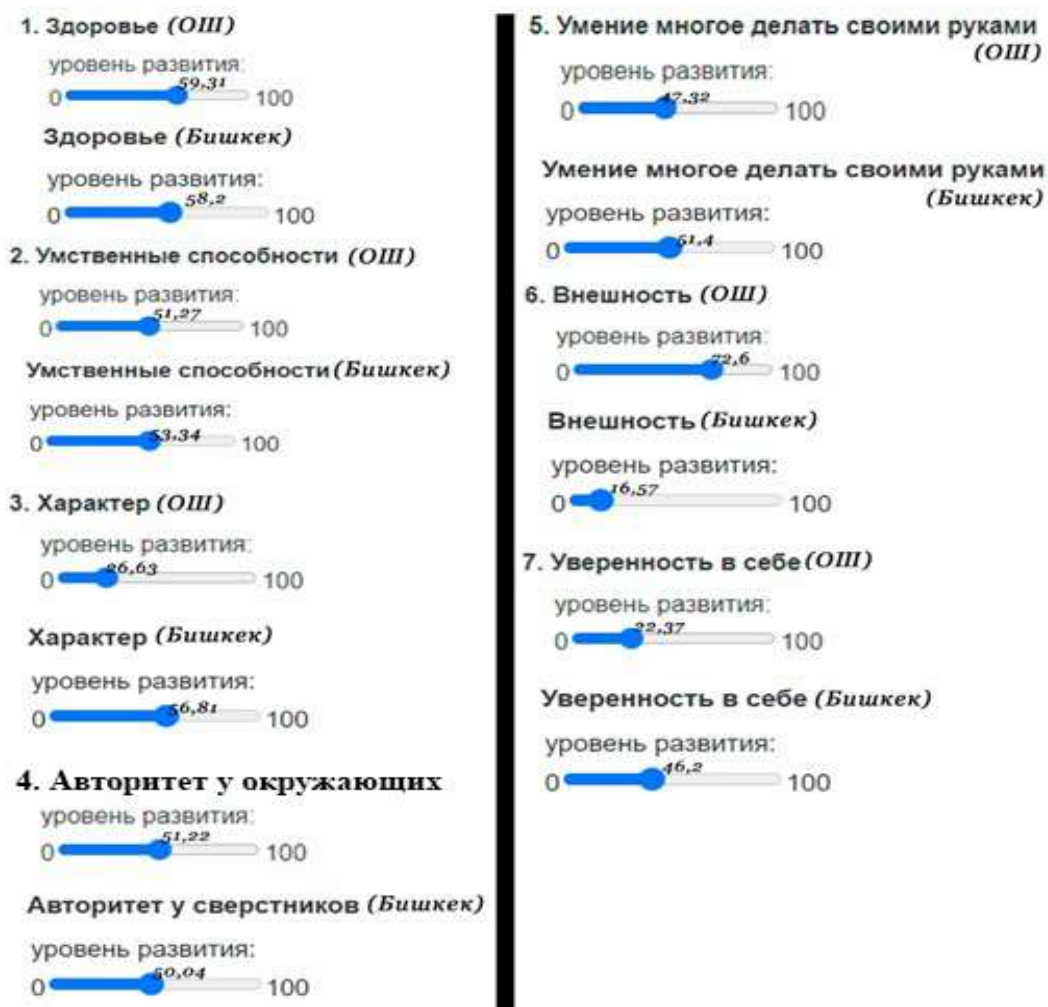 1. Здоровье (ОШ)
уровень развития:
59,31
0 100
Здоровье (Бишкек)
уровень развития:
58,2
0 100
2. Умственные способности (ОШ)
уровень развития:
51,27
0 100
Умственные способности (Бишкек)
уровень развития:
53,34
0 100
3. Характер (ОШ)
уровень развития:
26,63
0 100
Характер (Бишкек)
уровень развития:
56,81
0 100
4. Авторитет у окружающих
уровень развития:
51,22
0 100
Авторитет у сверстников (Бишкек)
уровень развития:
50,04
0 100
5. Умение многое делать своими руками
(ОШ)
уровень развития:
47,32
0 100
Умение многое делать своими руками
(Бишкек)
уровень развития:
51,4
0 100
6. Внешность (ОШ)
уровень развития:
72,6
0 100
Внешность (Бишкек)
уровень развития:
16,57
0 100
7. Уверенность в себе (ОШ)
уровень развития:
22,37
0 100
Уверенность в себе (Бишкек)
уровень развития:
46,2
0 100